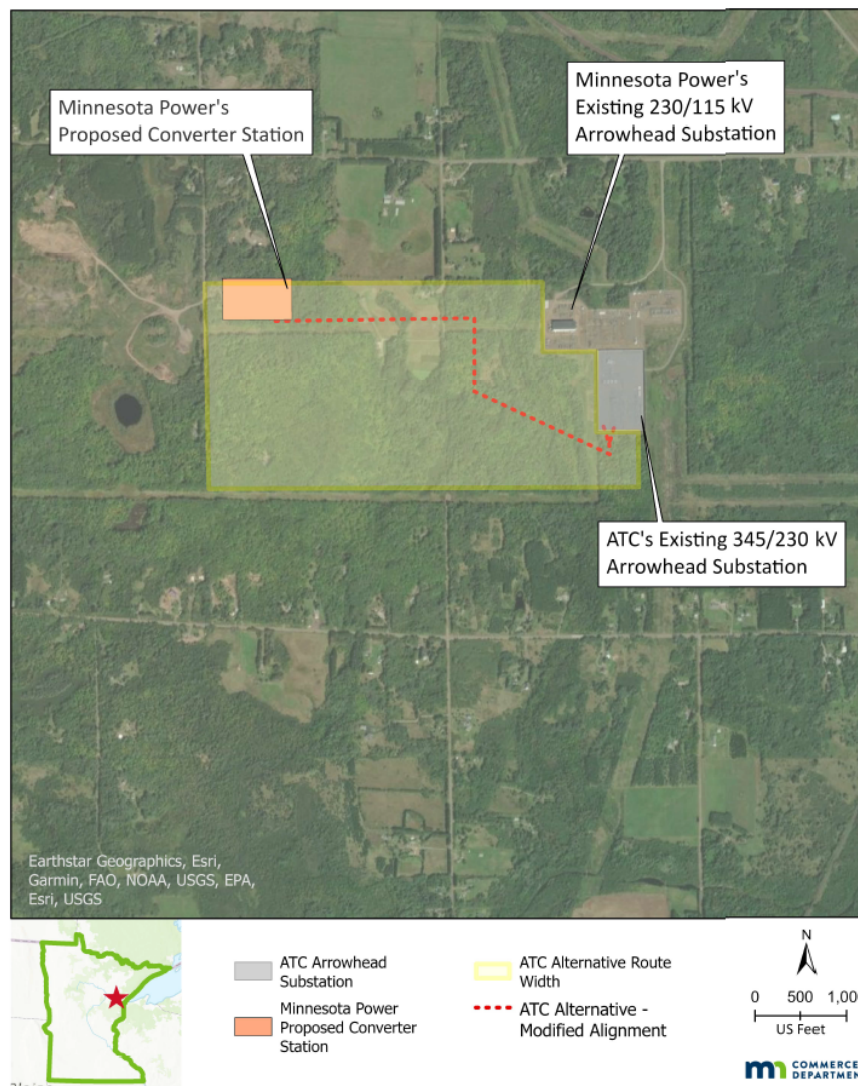 Minnesota Power's
Proposed Converter Station
Minnesota Power's
Existing 230/115 kV
Arrowhead Substation
ATC's Existing 345/230 kV
Arrowhead Substation
Earthstar Geographics, Esri,
Garmin, FAO, NOAA, USGS, EPA,
Esri, USGS
ATC Arrowhead
Substation
Minnesota Power
Proposed Converter
Station
ATC Alternative Route
Width
ATC Alternative -
Modified Alignment
N
0 500 1,00
US Feet
COMMERCE
DEPARTM